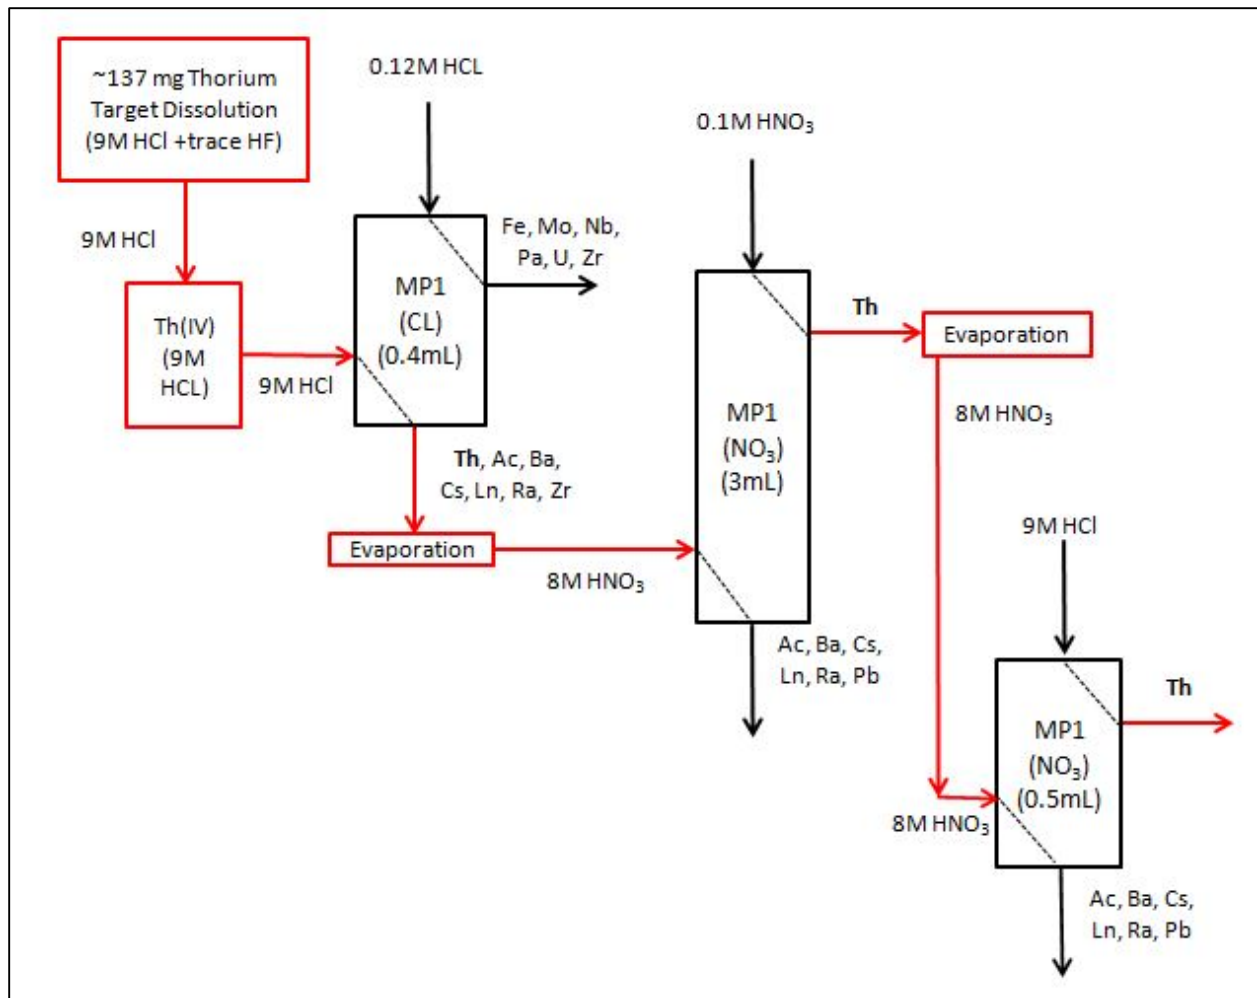 ~137 mg Thorium
Target Dissolution
(9M HCl +trace HF)
9M HCl
Th(IV)
(9M
HCL)
9M HCl
0.12M HCL
MP1
(CL)
(0.4mL)
Fe, Mo, Nb,
Pa, U, Zr
Th, Ac, Ba,
Cs, Ln, Ra, Zr
Evaporation
8M HNO₃
0.1M HNO₃
MP1
(NO₃)
(3mL)
Ac, Ba, Cs,
Ln, Ra, Pb
Th
Evaporation
8M HNO₃
8M HNO₃
9M HCl
MP1
(NO₃)
(0.5mL)
Th
Ac, Ba, Cs,
Ln, Ra, Pb